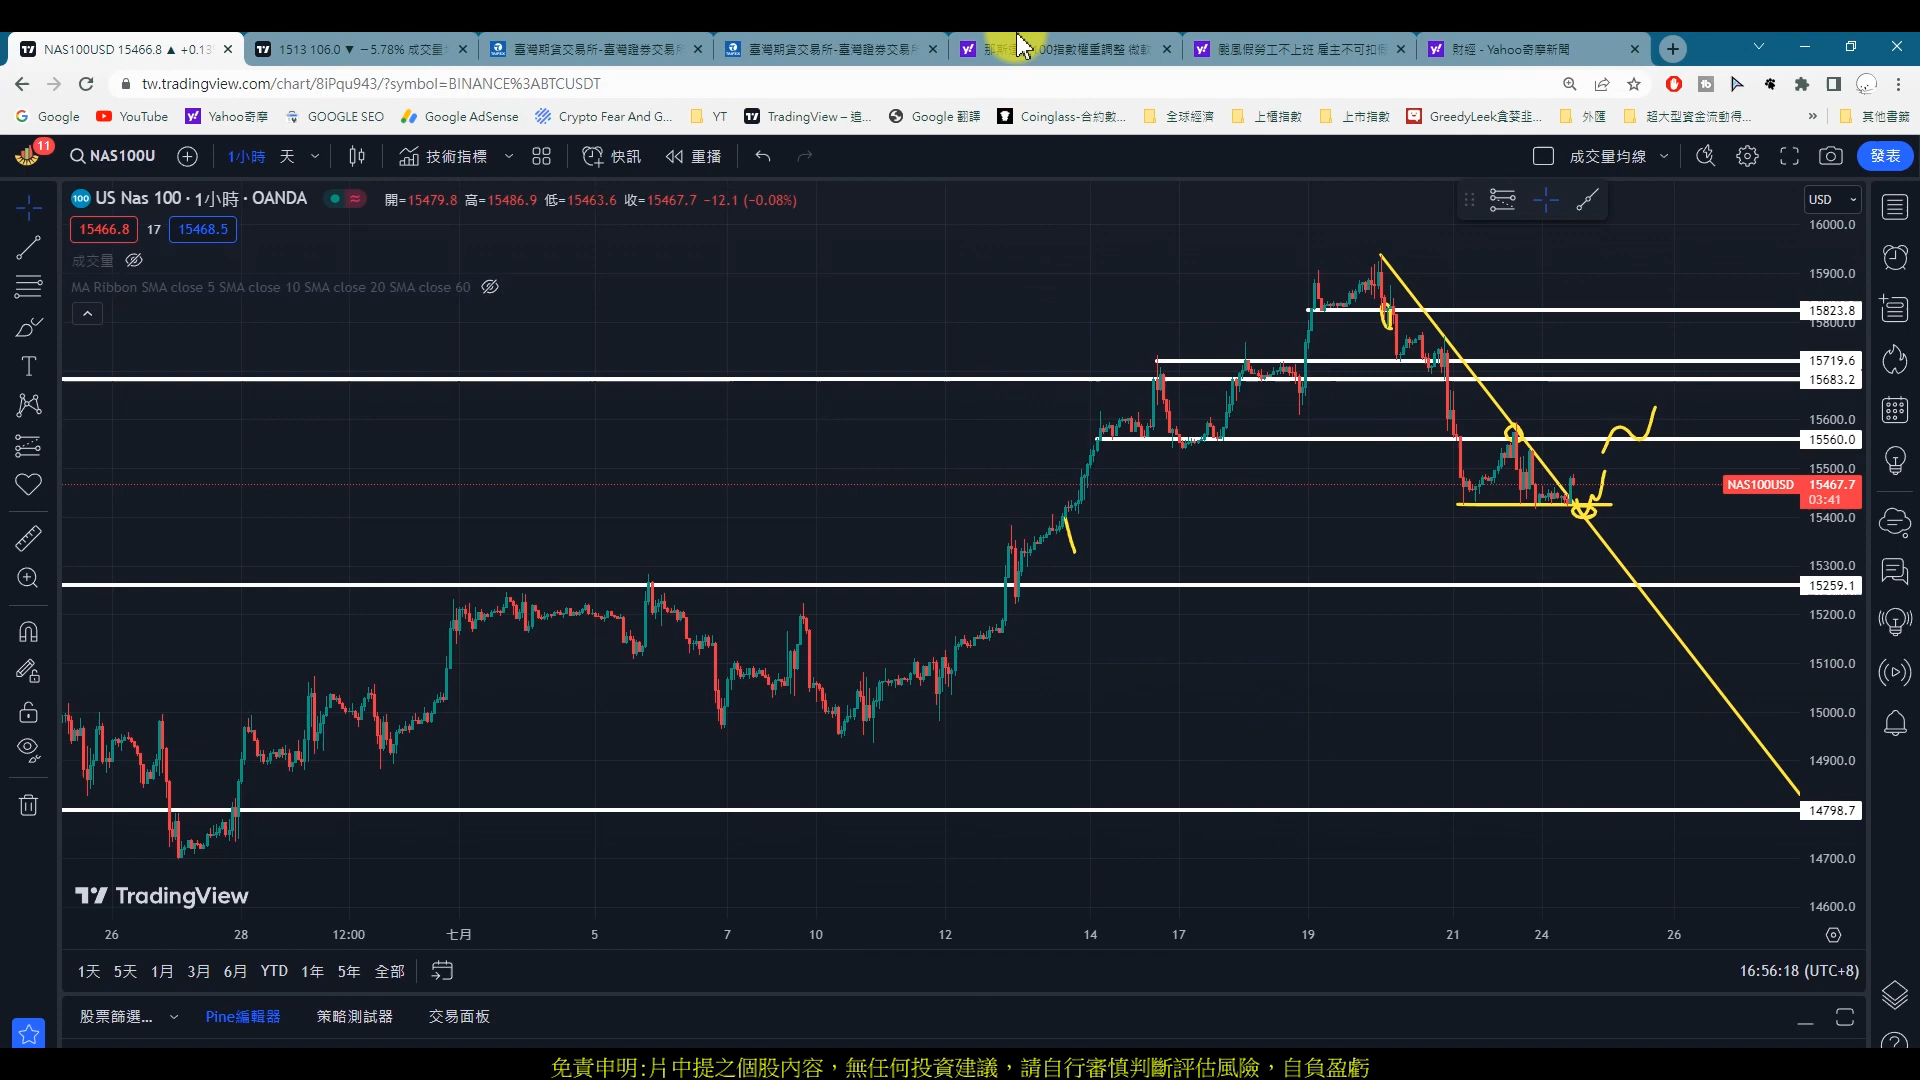 NAS100USD 15466.8 ▲ +0.13
1513 106.0 ▼ −5.78% 成交量
臺灣期貨交易所-臺灣證券交易
臺灣期貨交易所-臺灣證券交易
00指數權重調整 微軟
颱風假勞工不上班 雇主不可扣
財經 - Yahoo奇摩新聞
tw.tradingview.com/chart/8iPqu943/?symbol=BINANCE%3ABTCUSDT
Google
YouTube
Yahoo奇摩
GOOGLE SEO
Google AdSense
Crypto Fear And G...
YT
TradingView – 追...
Google 翻譯
Coinglass-合約數...
全球經濟
上櫃指數
上市指數
GreedyLeek貪婪韭...
外匯
超大型資金流動得...
»
其他書籤
11
NAS100U
1小時
天
技術指標
快訊
重播
成交量均線
發表
US Nas 100 · 1小時 · OANDA
開=15479.8 高=15486.9 低=15463.6 收=15467.7 −12.1 (−0.08%)
15466.8
17
15468.5
成交量
MA Ribbon SMA close 5 SMA close 10 SMA close 20 SMA close 60
USD
16000.0
15900.0
15823.8
15800.0
15719.6
15683.2
15600.0
15560.0
15500.0
NAS100USD 15467.7
03:41
15400.0
15300.0
15259.1
15200.0
15100.0
15000.0
14900.0
14798.7
14700.0
14600.0
TradingView
26
28
12:00
七月
5
7
10
12
14
17
19
21
24
26
1天
5天
1月
3月
6月
YTD
1年
5年
全部
16:56:18 (UTC+8)
股票篩選...
Pine編輯器
策略測試器
交易面板
免責申明:片中提之個股內容，無任何投資建議，請自行審慎判斷評估風險，自負盈虧